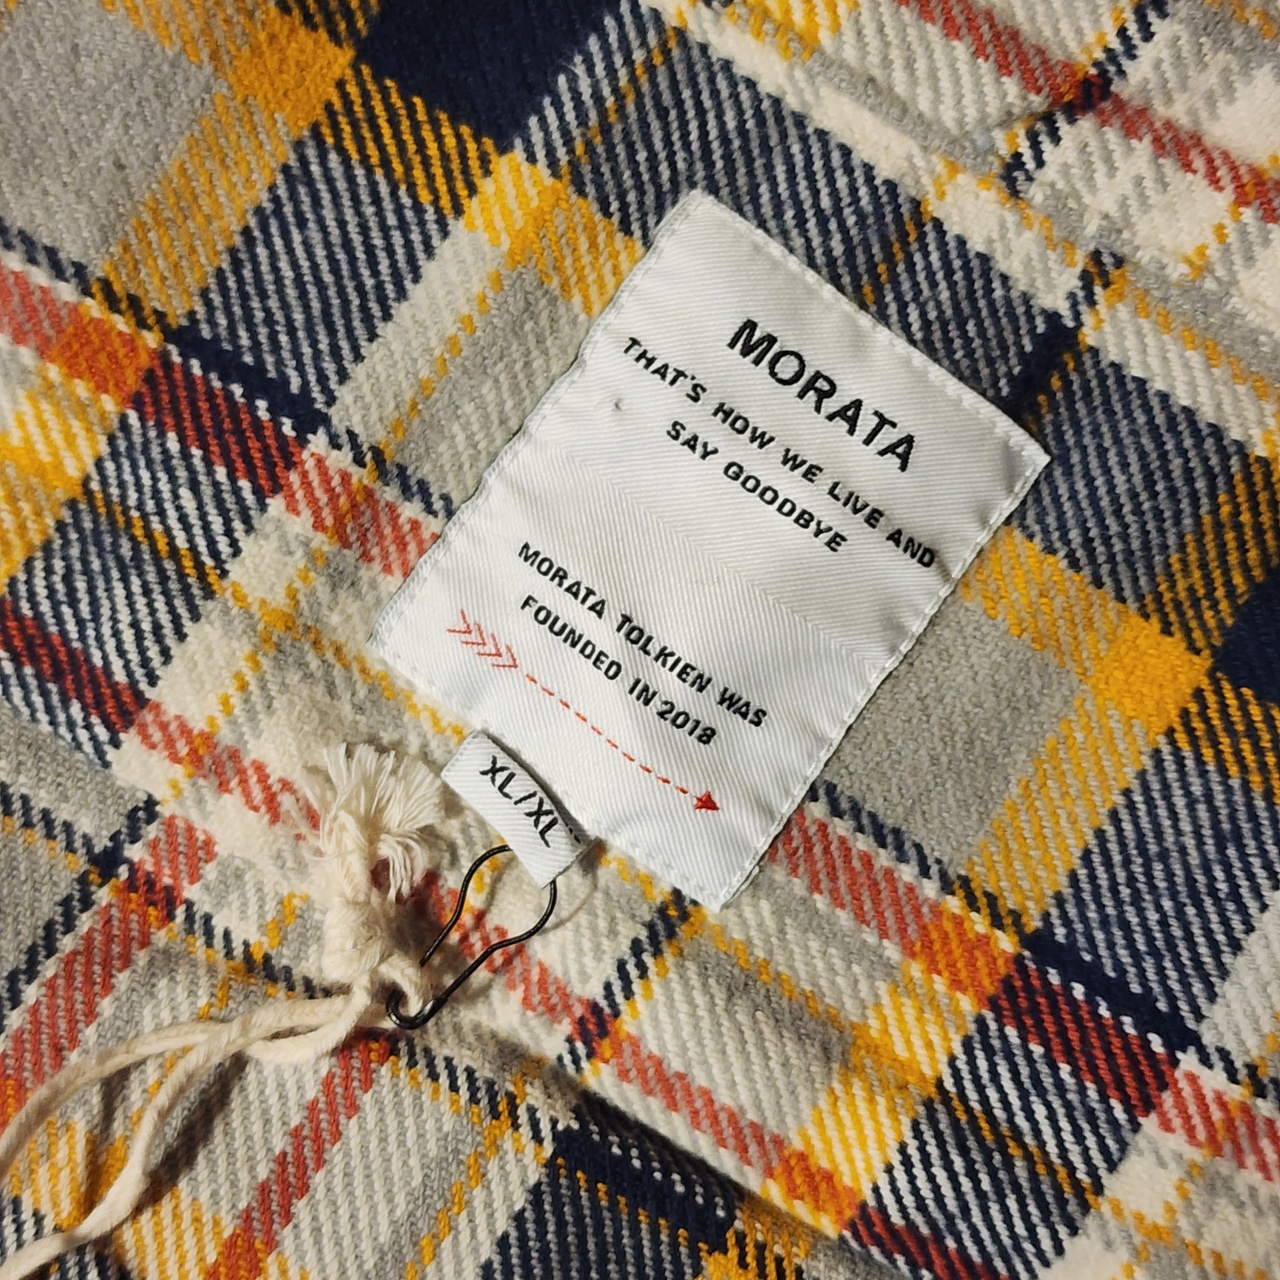 MORATA
THAT'S HOW WE LIVE AND
SAY GOODBYE
MORATA TOLKIEN WAS
FOUNDED IN 2018
XL/XL